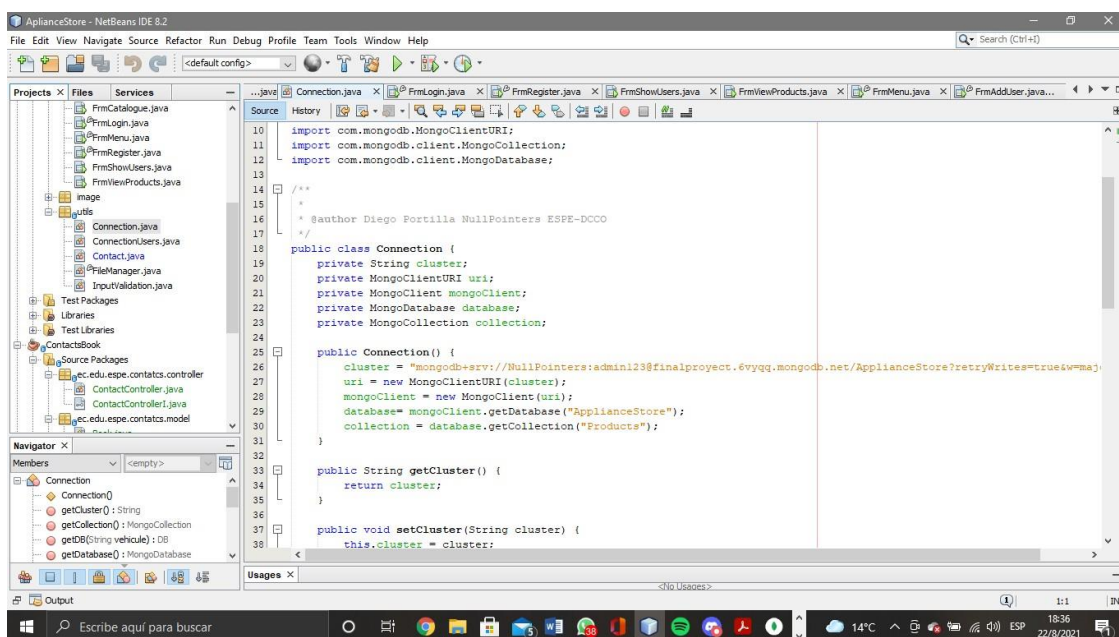 ApplianceStore - NetBeans IDE 8.2
File Edit View Navigate Source Refactor Run Debug Profile Team Tools Window Help
Search (Ctrl+I)
<default config>
Projects Files Services
FrmCatalogue.java
FrmLogin.java
FrmMenu.java
FrmRegister.java
FrmShowUsers.java
FrmViewProducts.java
image
utils
Connection.java
ConnectionUsers.java
Contact.java
FileManager.java
InputValidation.java
Test Packages
Libraries
Test Libraries
ContactsBook
Source Packages
ec.edu.espe.contatcs.controller
ContactController.java
ContactControllerI.java
ec.edu.espe.contatcs.model
Navigator
Members <empty>
Connection
Connection()
getCluster() : String
getCollection() : MongoCollection
getDB(String vehicule) : DB
getDatabase() : MongoDatabase
...java Connection.java FrmLogin.java FrmRegister.java FrmShowUsers.java FrmViewProducts.java FrmMenu.java FrmAddUser.java...
Source History
10 import com.mongodb.MongoClientURI;
11 import com.mongodb.client.MongoCollection;
12 import com.mongodb.client.MongoDatabase;
13
14 /**
15 *
16 * @author Diego Portilla NullPointers ESPE-DCCO
17 */
18 public class Connection {
19 private String cluster;
20 private MongoClientURI uri;
21 private MongoClient mongoClient;
22 private MongoDatabase database;
23 private MongoCollection collection;
24
25 public Connection() {
26 cluster = "mongodb+srv://NullPointers:admin123@finalproyect.6vyqq.mongodb.net/ApplianceStore?retryWrites=true&w=maj
27 uri = new MongoClientURI(cluster);
28 mongoClient = new MongoClient(uri);
29 database= mongoClient.getDatabase("ApplianceStore");
30 collection = database.getCollection("Products");
31 }
32
33 public String getCluster() {
34 return cluster;
35 }
36
37 public void setCluster(String cluster) {
38 this.cluster = cluster;
Usages
<No Usages>
Output
1 1:1 IN
Escribe aquí para buscar
14°C ESP 18:36
22/8/2021